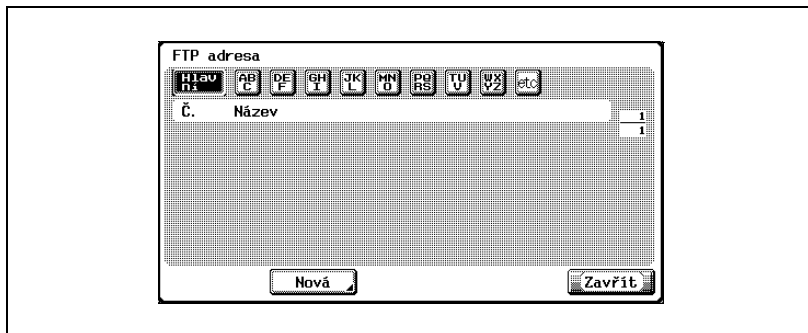 FTP adresa
Hlav ní AB C DE F GH I JK L MN O PQ RS TU V WX YZ etc
Č. Název
1
1
Nová Zavřít